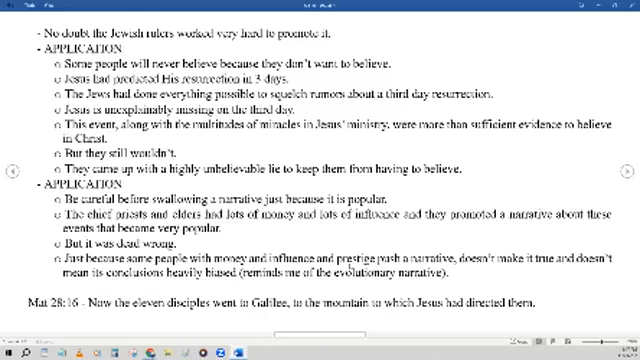 - No doubt the Jewish rulers worked very hard to promote it.
- APPLICATION
o Some people will never believe because they don't want to believe.
o Jesus had predicted His resurrection in 3 days.
o The Jews had done everything possible to squelch rumors about a third day resurrection.
o Jesus is unexplainably missing on the third day.
o This event, along with the multitudes of miracles in Jesus' ministry, were more than sufficient evidence to believe
in Christ.
o But they still wouldn't.
o They came up with a highly unbelievable lie to keep them from having to believe.
- APPLICATION
o Be careful before swallowing a narrative just because it is popular.
o The chief priests and elders had lots of money and lots of influence and they promoted a narrative about these
events that became very popular.
o But it was dead wrong.
o Just because some people with money and influence and prestige push a narrative, doesn't make it true and doesn't
mean its conclusions heavily biased (reminds me of the evolutionary narrative).
Mat 28:16 - Now the eleven disciples went to Galilee, to the mountain to which Jesus had directed them.